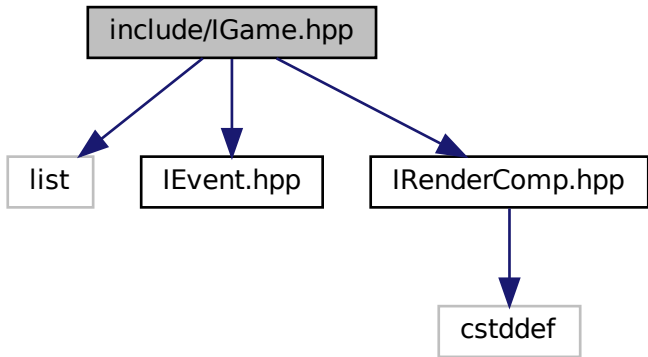 include/IGame.hpp
list
IEvent.hpp
IRenderComp.hpp
cstddef